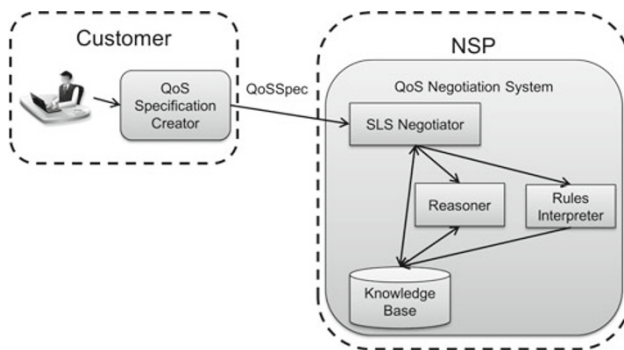 Customer
QoS
Specification
Creator
QoSSpec
NSP
QoS Negotiation System
SLS Negotiator
Reasoner
Rules
Interpreter
Knowledge
Base